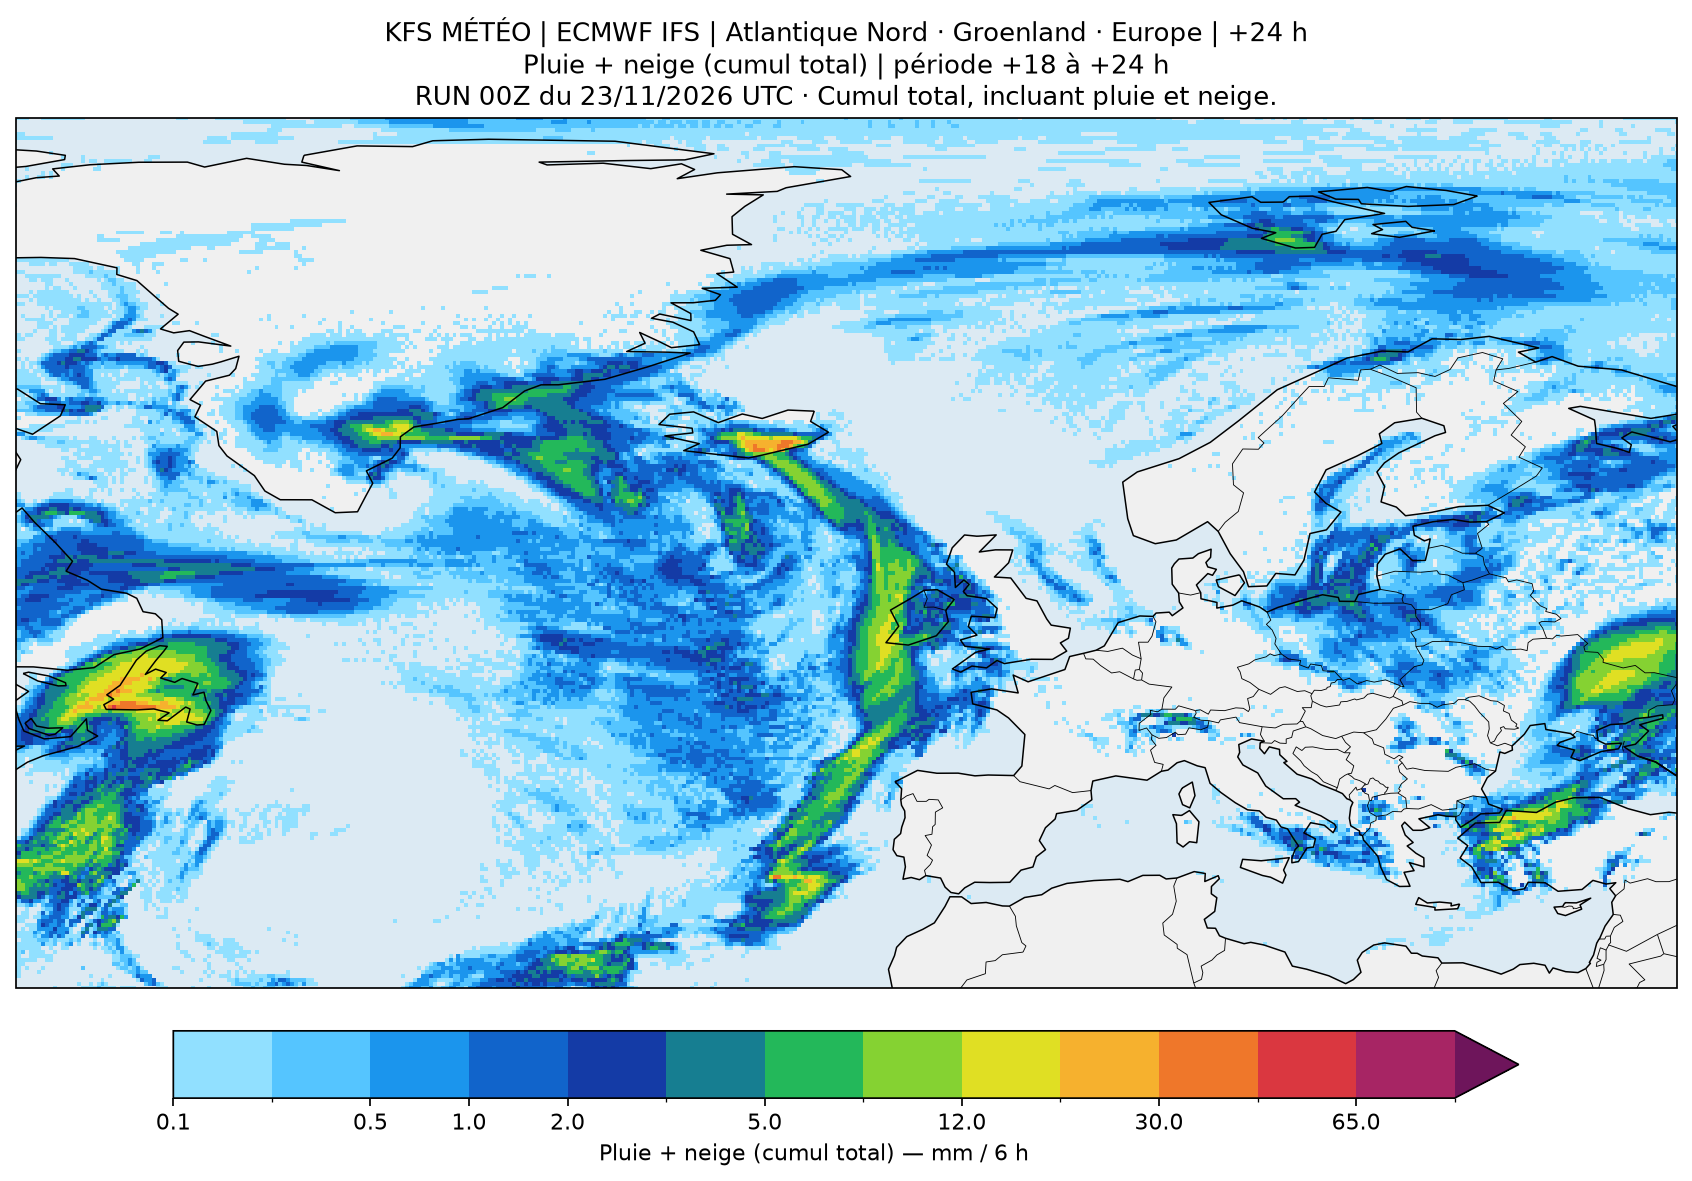 KFS MÉTÉO | ECMWF IFS | Atlantique Nord · Groenland · Europe | +24 h
Pluie + neige (cumul total) | période +18 à +24 h
RUN 00Z du 23/11/2026 UTC · Cumul total, incluant pluie et neige.
0.1 0.5 1.0 2.0 5.0 12.0 30.0 65.0
Pluie + neige (cumul total) — mm / 6 h